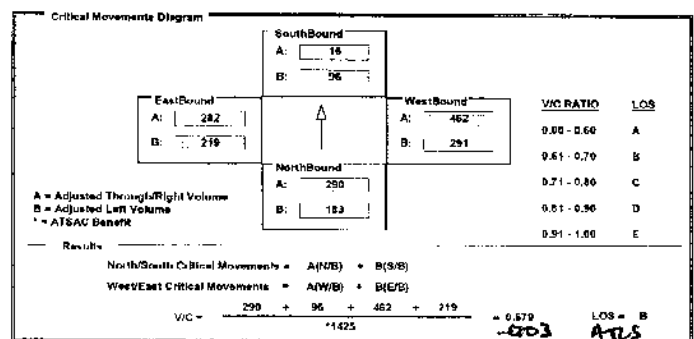 Critical Movements Diagram
SouthBound
A: 16
B: 96
EastBound
A: 282
B: 219
WestBound
A: 462
B: 291
NorthBound
A: 290
B: 183
A = Adjusted Through/Right Volume
B = Adjusted Left Volume
* = ATSAC Benefit
V/C RATIO LOS
0.00 - 0.60 A
0.61 - 0.70 B
0.71 - 0.80 C
0.81 - 0.90 D
0.91 - 1.00 E
Results
North/South Critical Movements = A(N/B) + B(S/B)
West/East Critical Movements = A(W/B) + B(E/B)
V/C = 290 + 96 + 462 + 219
*1425
= 0.679 LOS = B